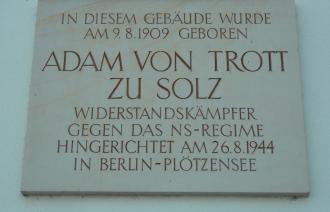 IN DIESEM GEBÄUDE WURDE
AM 9.8.1909 GEBOREN
ADAM VON TROTT
ZU SOLZ
WIDERSTANDSKÄMPFER
GEGEN DAS NS-REGIME
HINGERICHTET AM 26.8.1944
IN BERLIN-PLÖTZENSEE